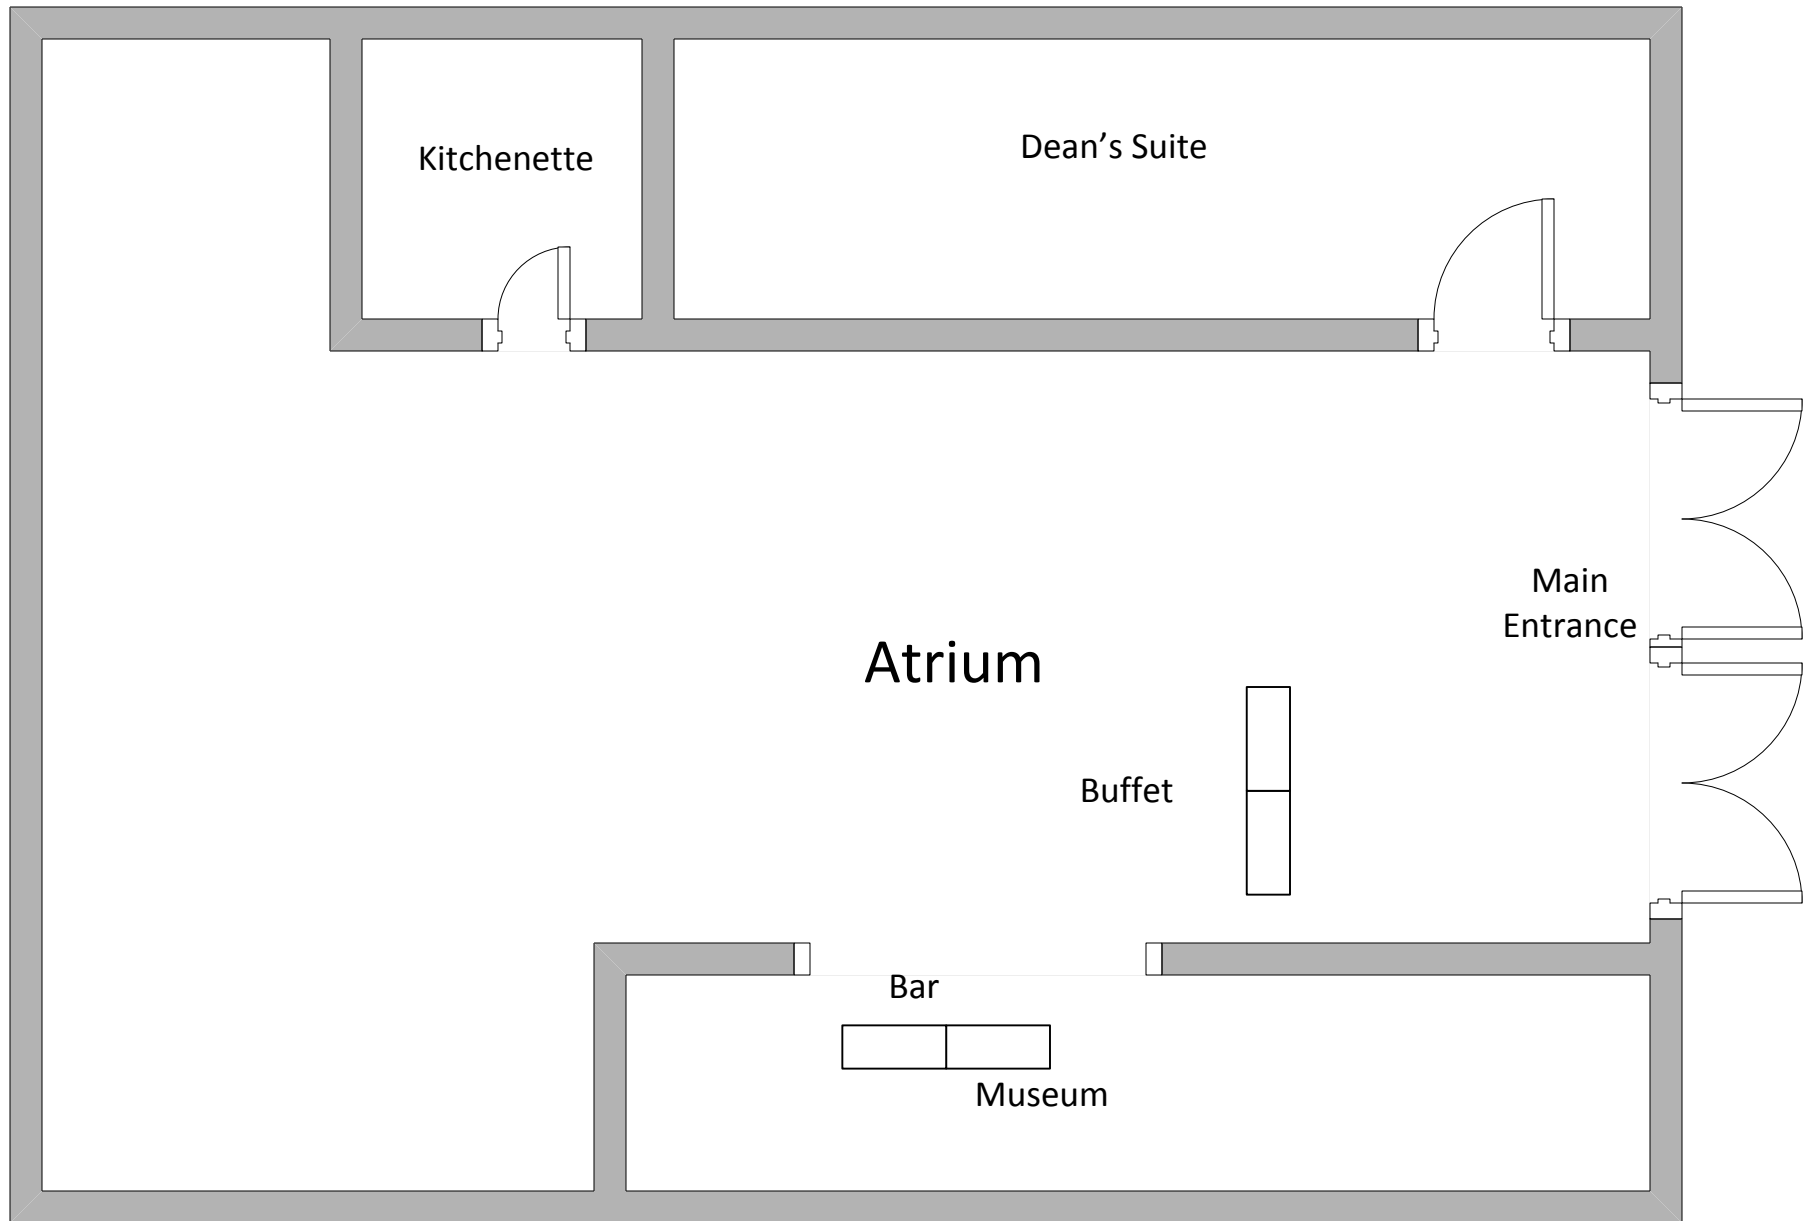 Kitchenette
Dean’s Suite
Main
Entrance
Atrium
Buffet
Bar
Museum